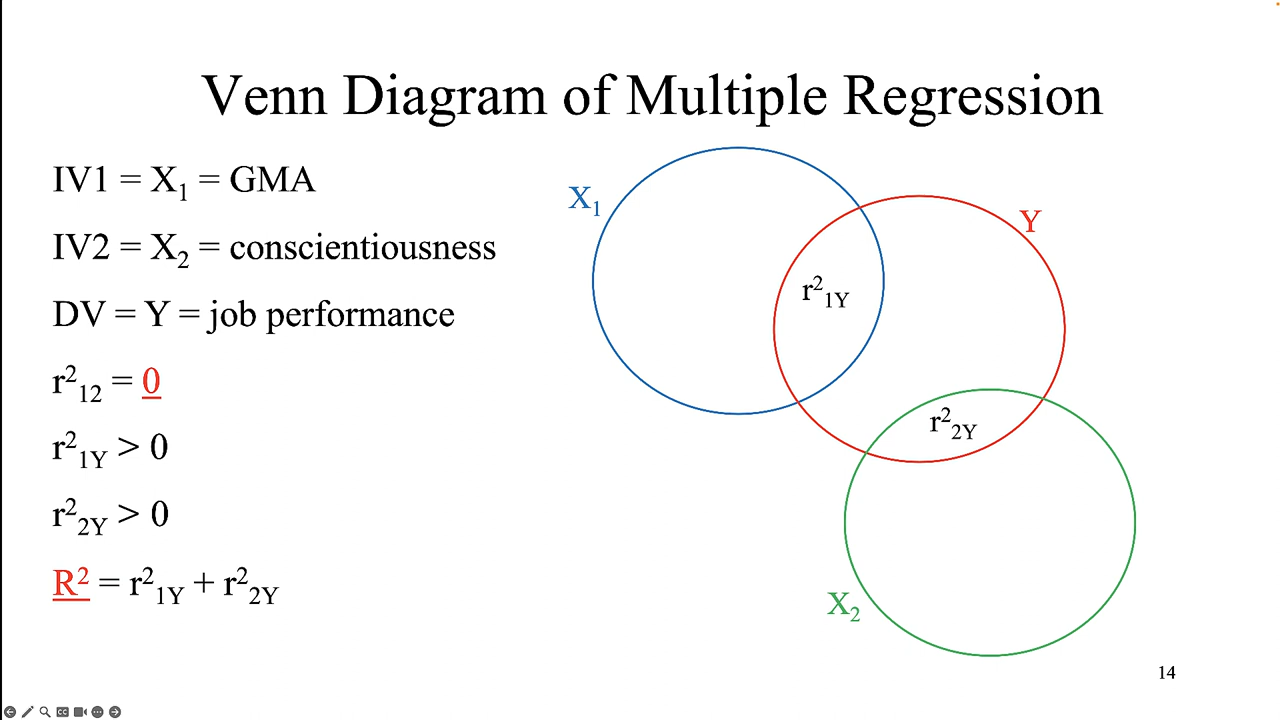 Venn Diagram of Multiple Regression
IV1 = X₁ = GMA
IV2 = X₂ = conscientiousness
DV = Y = job performance
r²₁₂ = 0
r²₁Y > 0
r²₂Y > 0
R² = r²₁Y + r²₂Y
X₁
Y
r²₁Y
r²₂Y
X₂
14